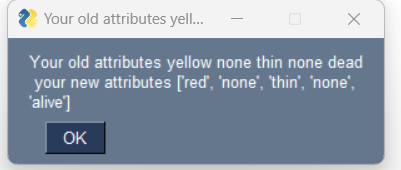 Your old attributes yell...
Your old attributes yellow none thin none dead
your new attributes ['red', 'none', 'thin', 'none',
'alive']
OK